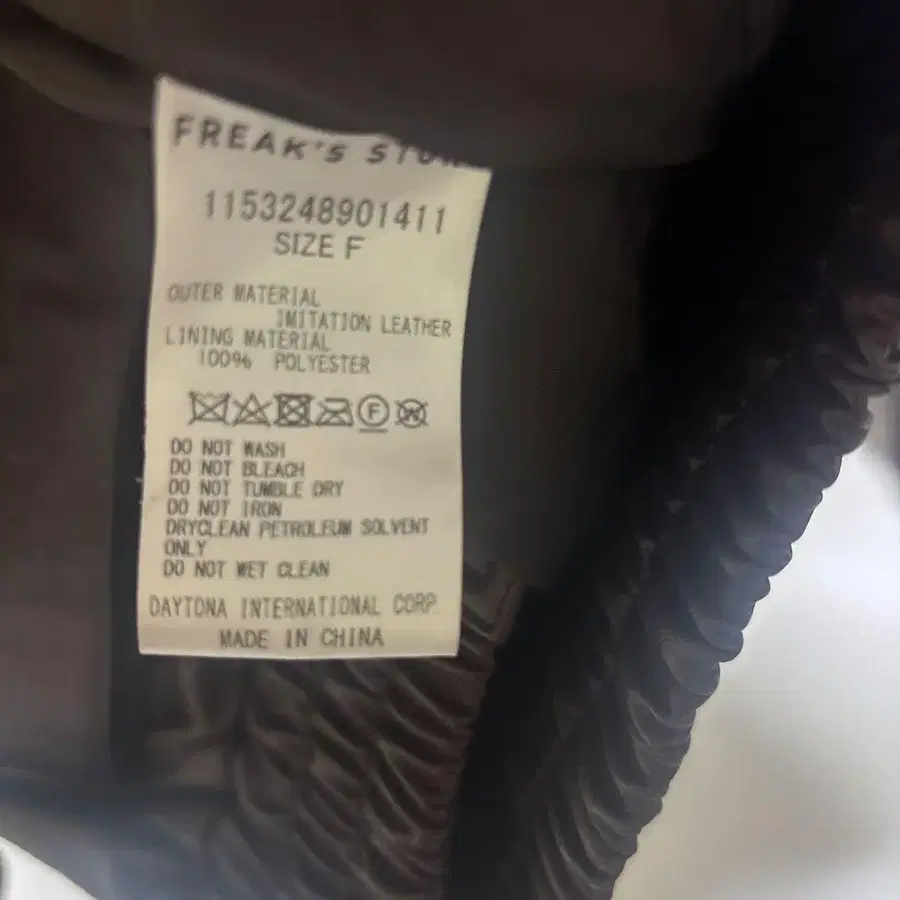 FREAK'S
1153248901411
SIZE F
OUTER MATERIAL
IMITATION LEATHER
LINING MATERIAL
100% POLYESTER
F W
DO NOT WASH
DO NOT BLEACH
DO NOT TUMBLE DRY
DO NOT IRON
DRYCLEAN PETROLEUM SOLVENT
ONLY
DO NOT WET CLEAN
DAYTONA INTERNATIONAL CORP.
MADE IN CHINA